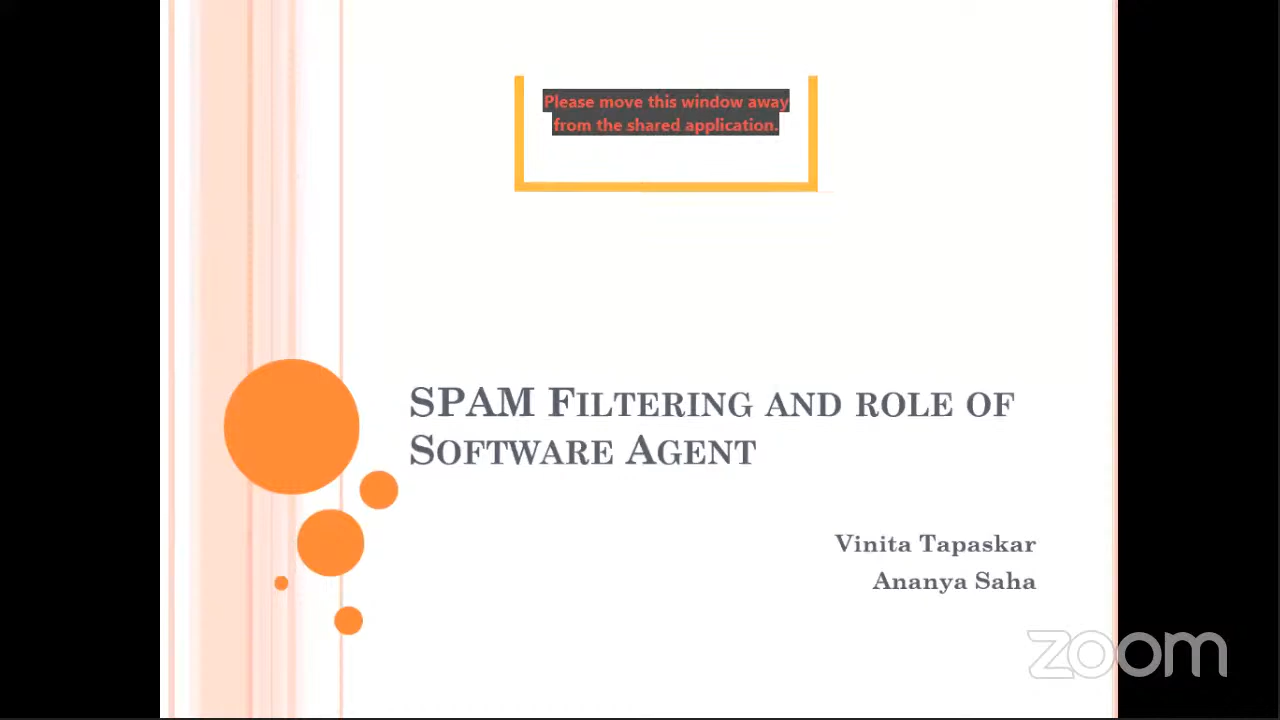 Please move this window away
from the shared application.
SPAM FILTERING AND ROLE OF
SOFTWARE AGENT
Vinita Tapaskar
Ananya Saha
zoom